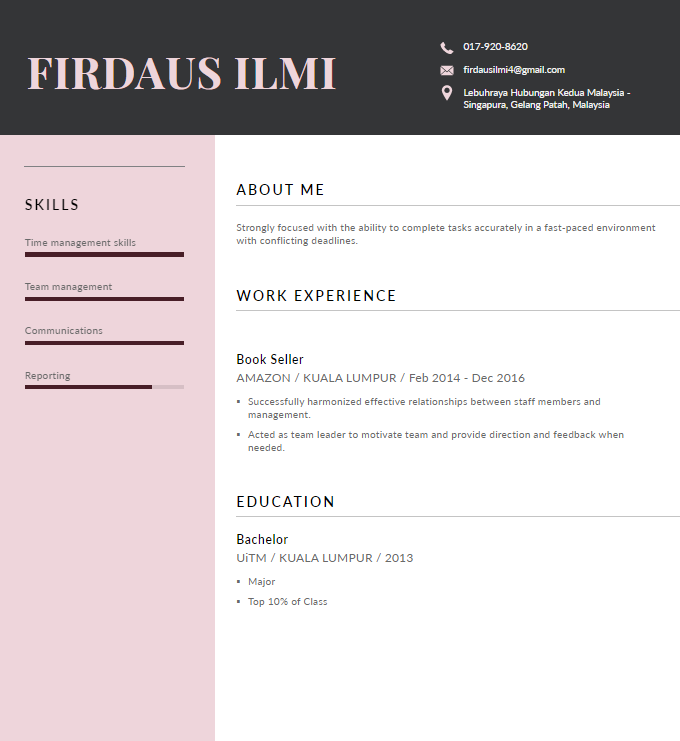 FIRDAUS ILMI
017-920-8620
firdausilmi4@gmail.com
Lebuhraya Hubungan Kedua Malaysia -
Singapura, Gelang Patah, Malaysia
SKILLS
Time management skills
Team management
Communications
Reporting
ABOUT ME
Strongly focused with the ability to complete tasks accurately in a fast-paced environment
with conflicting deadlines.
WORK EXPERIENCE
Book Seller
AMAZON / KUALA LUMPUR / Feb 2014 - Dec 2016
▪ Successfully harmonized effective relationships between staff members and
management.
▪ Acted as team leader to motivate team and provide direction and feedback when
needed.
EDUCATION
Bachelor
UiTM / KUALA LUMPUR / 2013
▪ Major
▪ Top 10% of Class